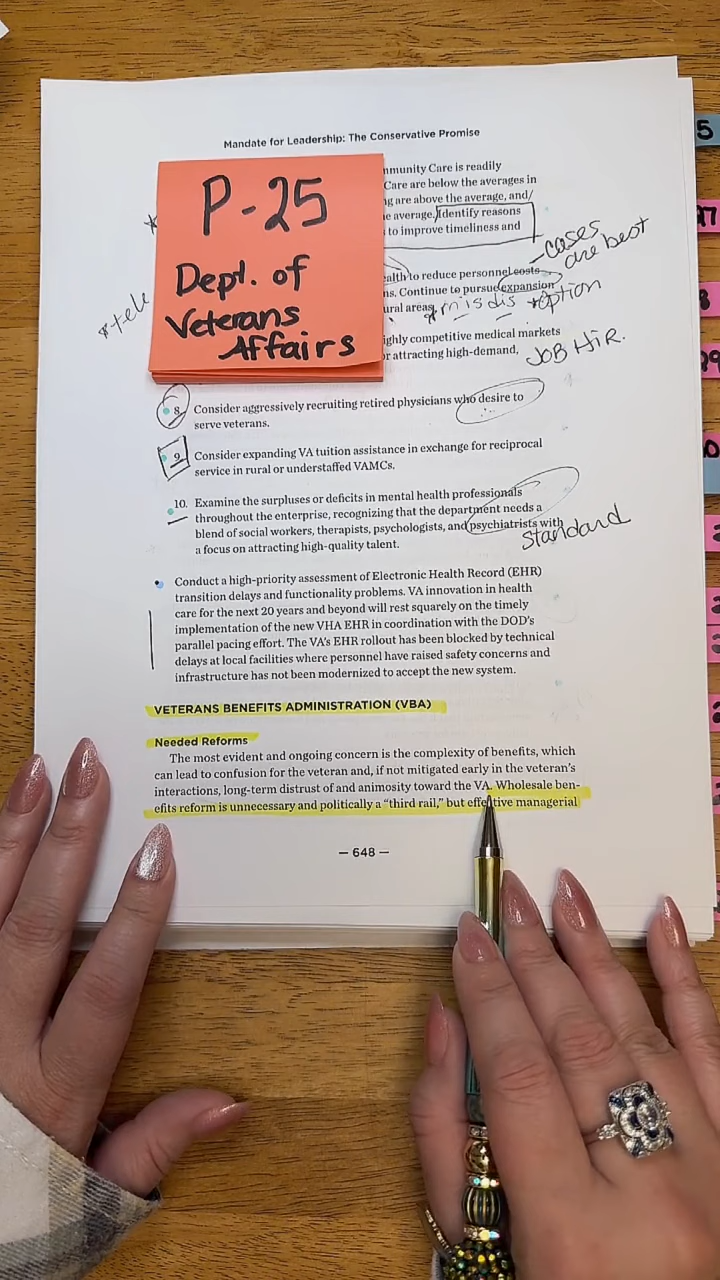 Mandate for Leadership: The Conservative Promise
P-25
Dept. of
Veterans
Affairs
mmunity Care is readily
Care are below the averages in
ng are above the average, and/
e average. Identify reasons
to improve timeliness and
ealth to reduce personnel costs
ns. Continue to pursue expansion
ural areas.
ighly competitive medical markets
or attracting high-demand,
- cases
are best
*tele
option
JOB HIR.
8. Consider aggressively recruiting retired physicians who desire to
serve veterans.
9. Consider expanding VA tuition assistance in exchange for reciprocal
service in rural or understaffed VAMCs.
10. Examine the surpluses or deficits in mental health professionals
throughout the enterprise, recognizing that the department needs a
blend of social workers, therapists, psychologists, and psychiatrists with
a focus on attracting high-quality talent.
standard
• Conduct a high-priority assessment of Electronic Health Record (EHR)
transition delays and functionality problems. VA innovation in health
care for the next 20 years and beyond will rest squarely on the timely
implementation of the new VHA EHR in coordination with the DOD's
parallel pacing effort. The VA's EHR rollout has been blocked by technical
delays at local facilities where personnel have raised safety concerns and
infrastructure has not been modernized to accept the new system.
VETERANS BENEFITS ADMINISTRATION (VBA)
Needed Reforms
The most evident and ongoing concern is the complexity of benefits, which
can lead to confusion for the veteran and, if not mitigated early in the veteran's
interactions, long-term distrust of and animosity toward the VA. Wholesale ben-
efits reform is unnecessary and politically a "third rail," but effective managerial
— 648 —